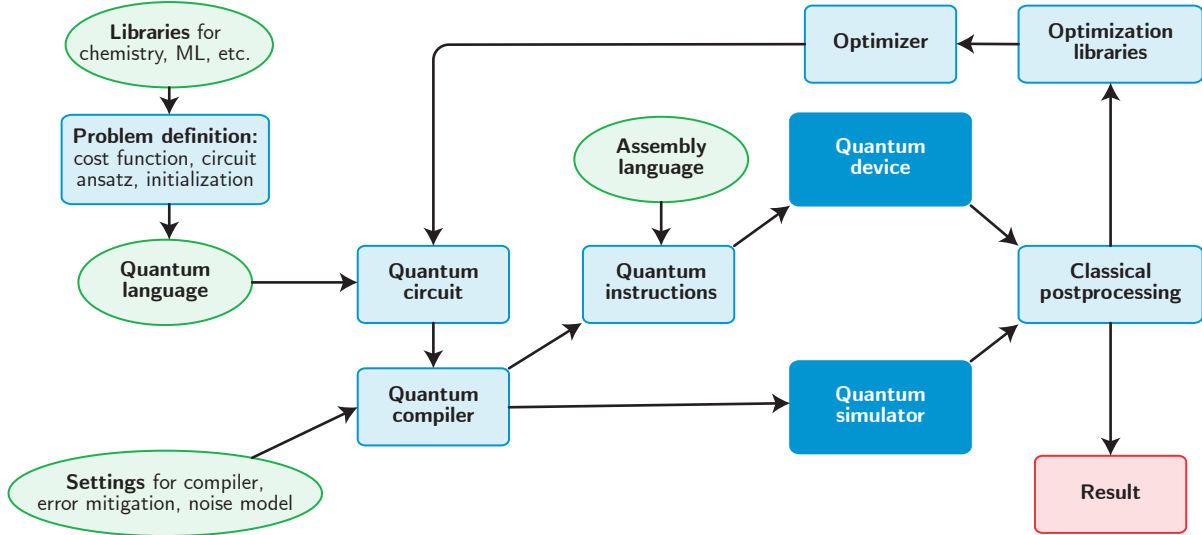 Libraries for
chemistry, ML, etc.
Optimizer
Optimization
libraries
Problem definition:
cost function, circuit
ansatz, initialization
Assembly
language
Quantum
device
Quantum
language
Quantum
circuit
Quantum
instructions
Classical
postprocessing
Quantum
compiler
Quantum
simulator
Settings for compiler,
error mitigation, noise model
Result